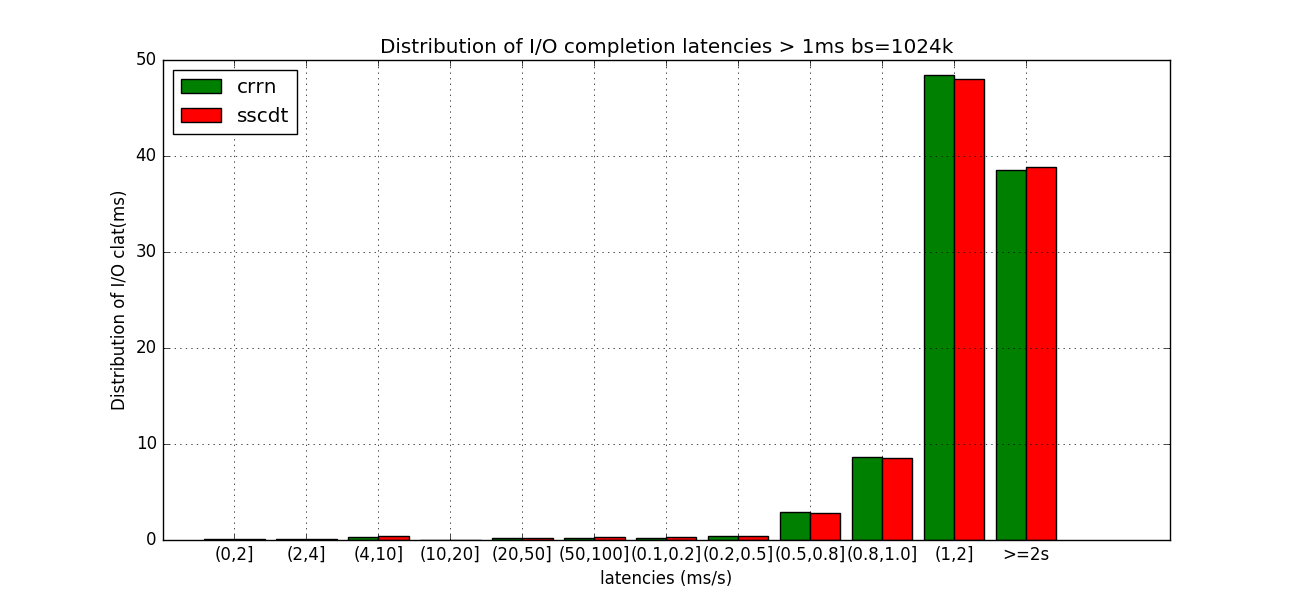 Distribution of I/O completion latencies > 1ms bs=1024k
50
40
30
20
10
0
Distribution of I/O clat(ms)
crrn
sscdt
(0,2] (2,4] (4,10] (10,20] (20,50] (50,100] (0.1,0.2] (0.2,0.5] (0.5,0.8] (0.8,1.0] (1,2] >=2s
latencies (ms/s)